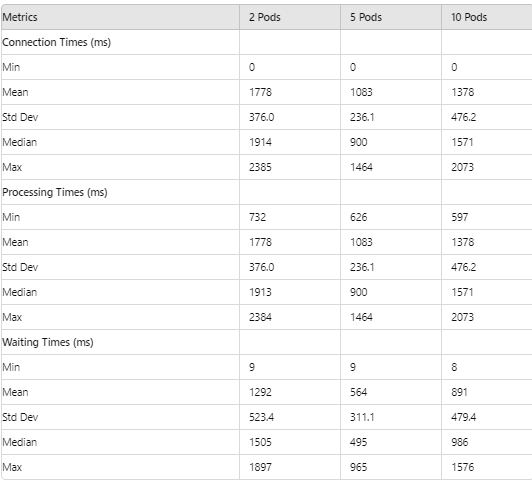 Metrics 2 Pods 5 Pods 10 Pods
Connection Times (ms)
Min 0 0 0
Mean 1778 1083 1378
Std Dev 376.0 236.1 476.2
Median 1914 900 1571
Max 2385 1464 2073
Processing Times (ms)
Min 732 626 597
Mean 1778 1083 1378
Std Dev 376.0 236.1 476.2
Median 1913 900 1571
Max 2384 1464 2073
Waiting Times (ms)
Min 9 9 8
Mean 1292 564 891
Std Dev 523.4 311.1 479.4
Median 1505 495 986
Max 1897 965 1576